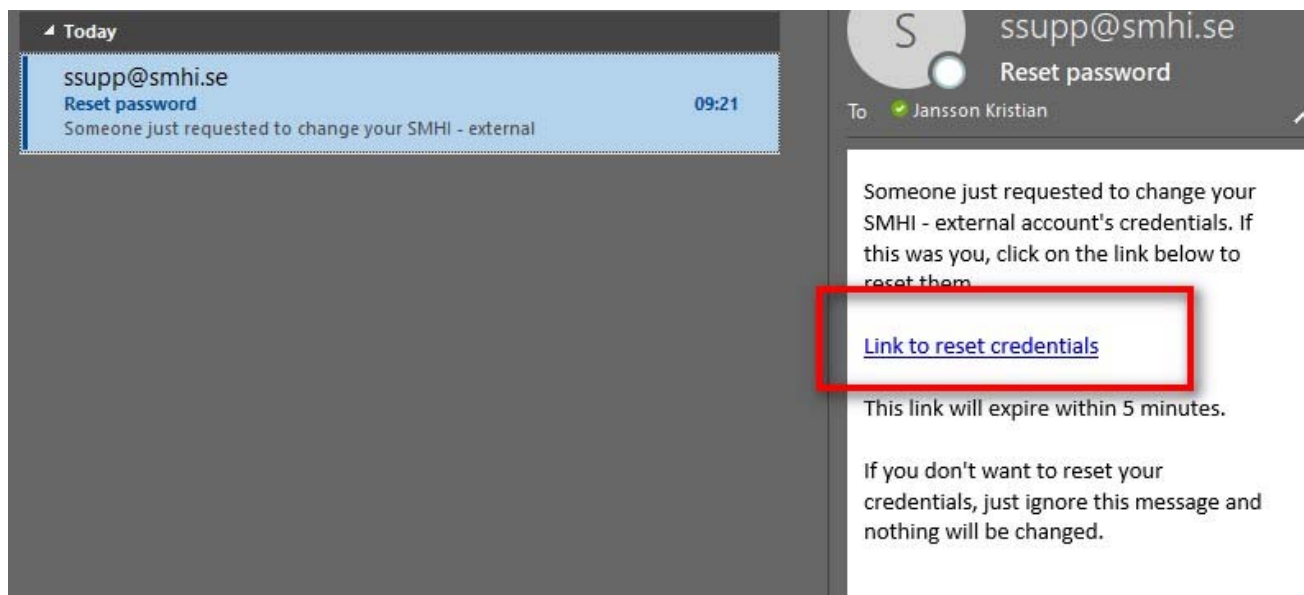 Today
ssupp@smhi.se
Reset password 09:21
Someone just requested to change your SMHI - external
S
ssupp@smhi.se
Reset password
To Jansson Kristian
Someone just requested to change your
SMHI - external account's credentials. If
this was you, click on the link below to
reset them
Link to reset credentials
This link will expire within 5 minutes.
If you don't want to reset your
credentials, just ignore this message and
nothing will be changed.